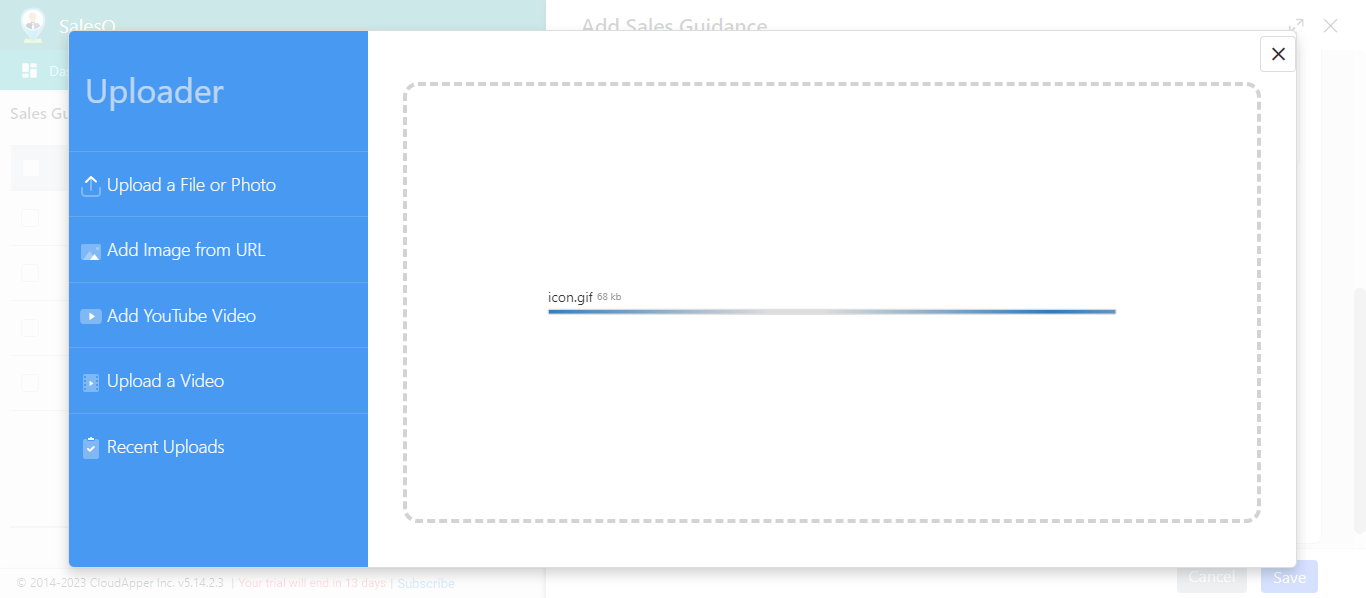 SalesQ
Add Sales Guidance
Uploader
Sales Gu
Upload a File or Photo
Add Image from URL
icon.gif 68 kb
Add YouTube Video
Upload a Video
Recent Uploads
© 2014-2023 CloudApper Inc. v5.14.2.3 | Your trial will end in 13 days | Subscribe
Cancel
Save